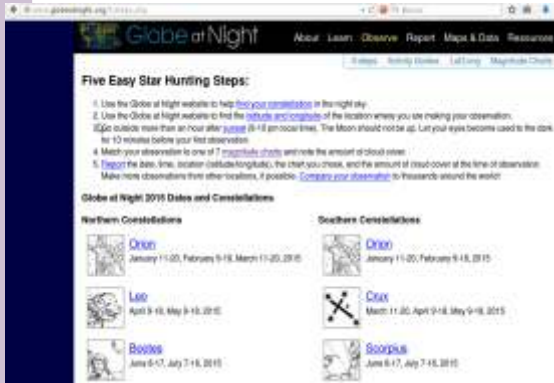 Globe at Night
About Learn Observe Report Maps & Data Resources
5 steps Activity Guides Lat/Long Magnitude Charts
Five Easy Star Hunting Steps:
1. Use the Globe at Night website to help find your constellation in the night sky.
2. Use the Globe at Night website to find the latitude and longitude of the location where you are making your observation.
3. Go outside more than an hour after sunset (8-10 pm local time). The Moon should not be up. Let your eyes become used to the dark
for 10 minutes before your first observation.
4. Match your observation to one of 7 magnitude charts and note the amount of cloud cover.
5. Report the date, time, location (latitude/longitude), the chart you chose, and the amount of cloud cover at the time of observation.
Make more observations from other locations, if possible. Compare your observation to thousands around the world!
Globe at Night 2015 Dates and Constellations
Northern Constellations
Southern Constellations
Orion
January 11-20, February 9-18, March 11-20, 2015
Orion
January 11-20, February 9-18, 2015
Leo
April 9-18, May 9-18, 2015
Crux
March 11-20, April 9-18, May 9-18, 2015
Bootes
June 8-17, July 7-16, 2015
Scorpius
June 8-17, July 7-16, 2015